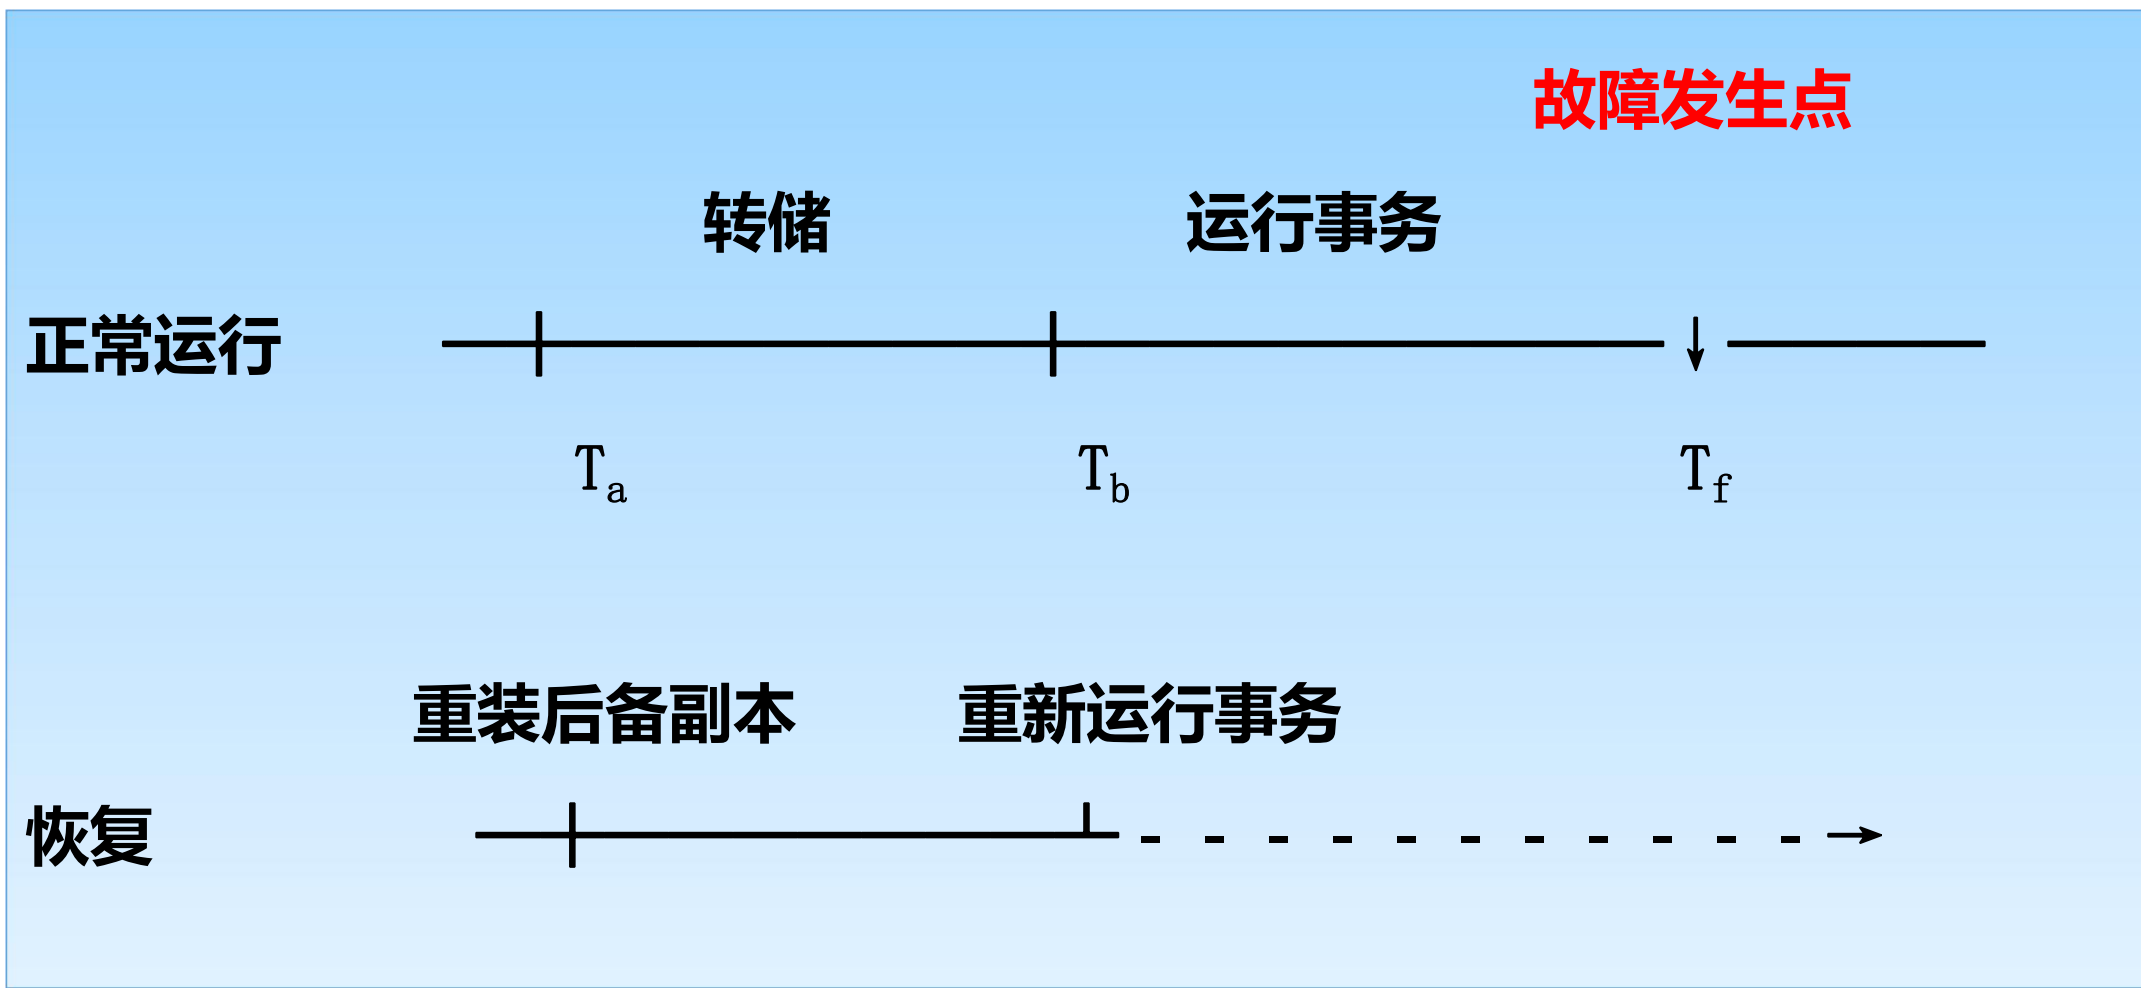 故障发生点
转储 运行事务
正常运行
Ta Tb Tf
重装后备副本 重新运行事务
恢复